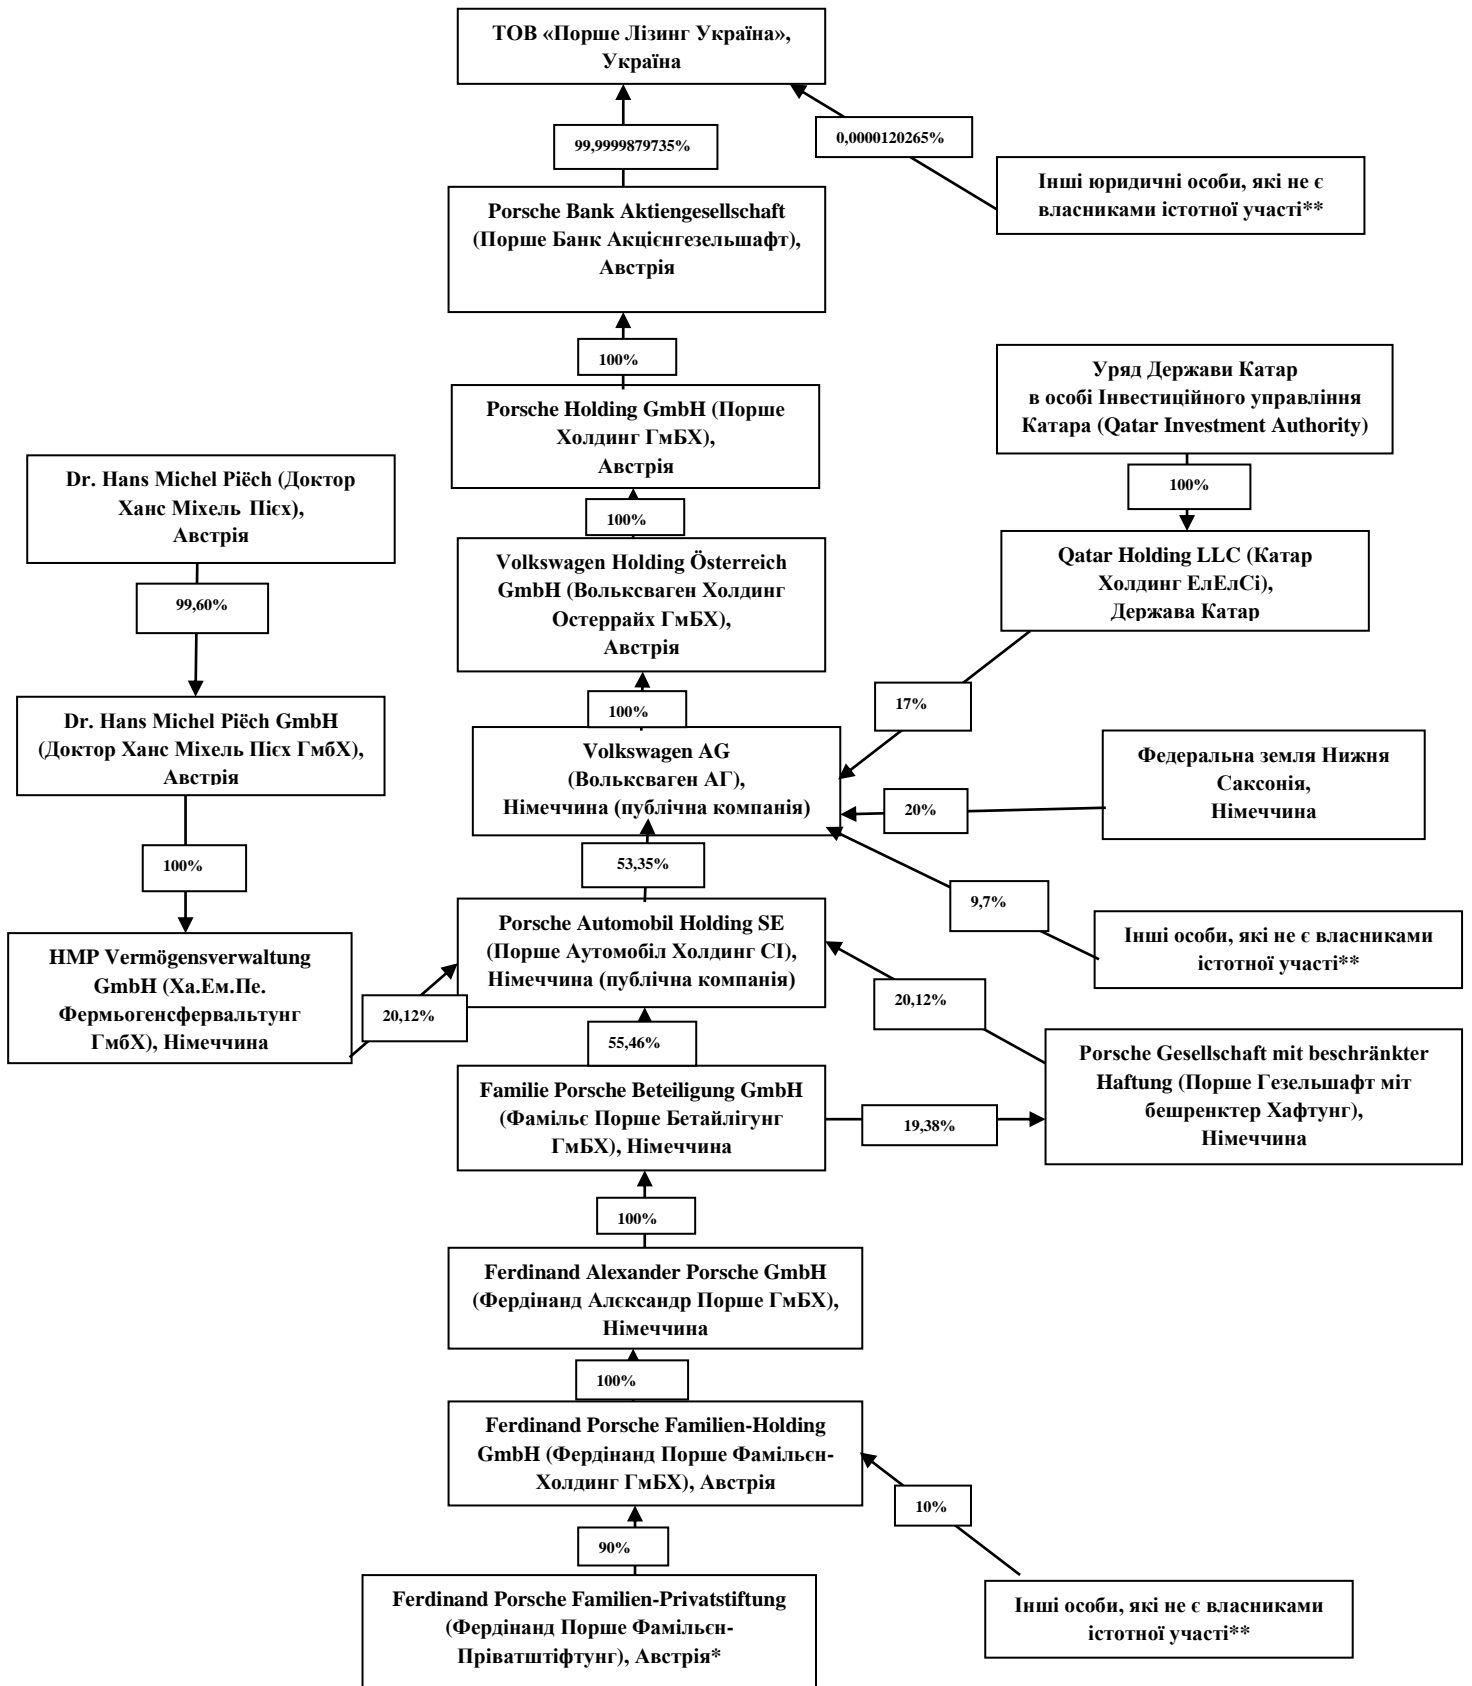 ТОВ «Порше Лізинг Україна»,
Україна
99,9999879735%
0,0000120265%
Інші юридичні особи, які не є
власниками істотної участі**
Porsche Bank Aktiengesellschaft
(Порше Банк Акцієнгезельшафт),
Австрія
100%
Porsche Holding GmbH (Порше
Холдинг ГмБХ),
Австрія
Уряд Держави Катар
в особі Інвестиційного управління
Катара (Qatar Investment Authority)
100%
Dr. Hans Michel Piëch (Доктор
Ханс Міхель Пієх),
Австрія
100%
Volkswagen Holding Österreich
GmbH (Вольксваген Холдинг
Остеррайх ГмБХ),
Австрія
Qatar Holding LLC (Катар
Холдинг ЕлЕлСі),
Держава Катар
99,60%
17%
100%
Dr. Hans Michel Piëch GmbH
(Доктор Ханс Міхель Пієх ГмбХ),
Австрія
Volkswagen AG
(Вольксваген АГ),
Німеччина (публічна компанія)
Федеральна земля Нижня
Саксонія,
Німеччина
20%
100%
53,35%
9,7%
Інші особи, які не є власниками
істотної участі**
Porsche Automobil Holding SE
(Порше Аутомобіл Холдинг СІ),
Німеччина (публічна компанія)
HMP Vermögensverwaltung
GmbH (Ха.Ем.Пе.
Фермьогенсфервальтунг
ГмбХ), Німеччина
20,12%
20,12%
55,46%
Porsche Gesellschaft mit beschränkter
Haftung (Порше Гезельшафт міт
бешренктер Хафтунг),
Німеччина
Familie Porsche Beteiligung GmbH
(Фамільє Порше Бетайлігунг
ГмБХ), Німеччина
19,38%
100%
Ferdinand Alexander Porsche GmbH
(Фердінанд Алєксандр Порше ГмБХ),
Німеччина
100%
Ferdinand Porsche Familien-Holding
GmbH (Фердінанд Порше Фамільєн-
Холдинг ГмБХ), Австрія
10%
90%
Ferdinand Porsche Familien-Privatstiftung
(Фердінанд Порше Фамільєн-
Пріватштіфтунг), Австрія*
Інші особи, які не є власниками
істотної участі**